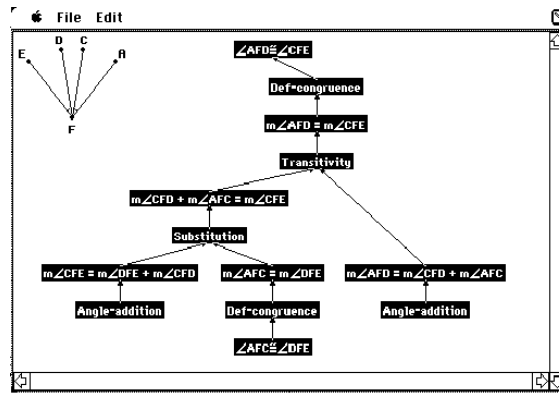 File Edit
D C
E A
F
∠AFD≅∠CFE
Def-congruence
m∠AFD = m∠CFE
Transitivity
m∠CFD + m∠AFC = m∠CFE
Substitution
m∠CFE = m∠DFE + m∠CFD m∠AFC = m∠DFE m∠AFD = m∠CFD + m∠AFC
Angle-addition Def-congruence Angle-addition
∠AFC≅∠DFE